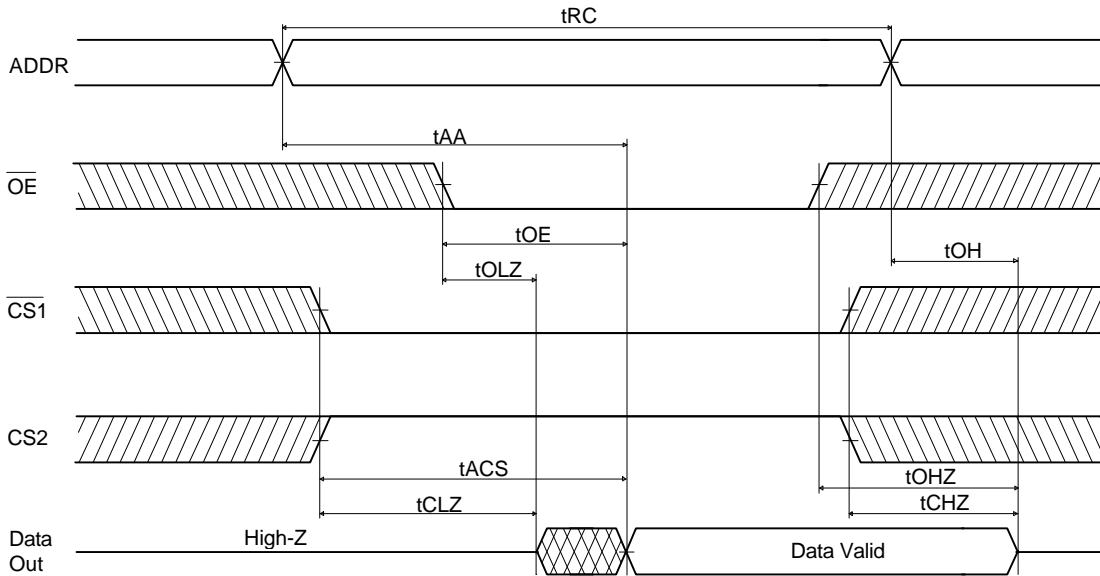 tRC
ADDR
tAA
OE
tOE
tOLZ
tOH
CS1
CS2
tACS
tOHZ
tCLZ
tCHZ
Data
Out
High-Z
Data Valid